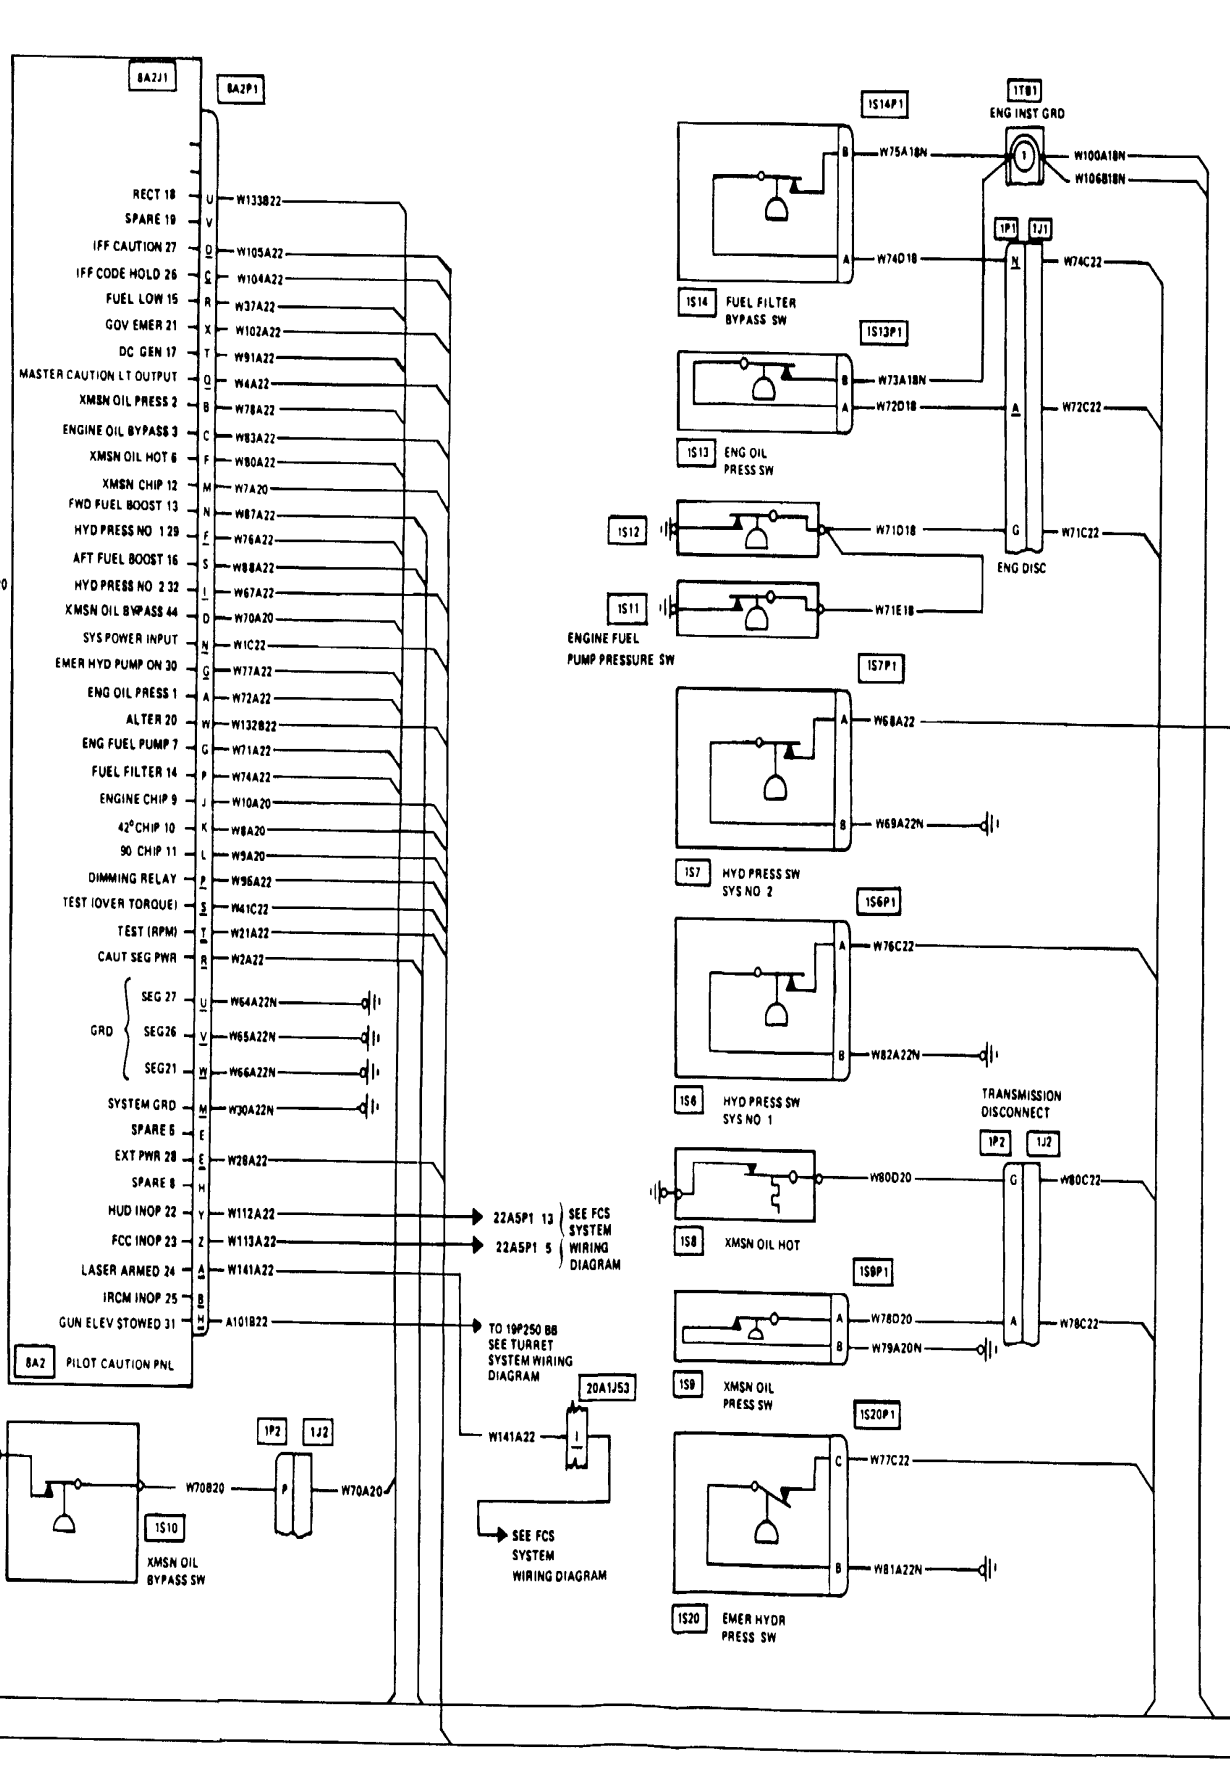 8A2J1
8A2P1
RECT 18 U W133B22
SPARE 19 V
IFF CAUTION 27 D W105A22
IFF CODE HOLD 26 C W104A22
FUEL LOW 15 R W37A22
GOV EMER 21 X W102A22
DC GEN 17 T W91A22
MASTER CAUTION LT OUTPUT Q W4A22
XMSN OIL PRESS 2 B W78A22
ENGINE OIL BYPASS 3 C W83A22
XMSN OIL HOT 6 F W80A22
XMSN CHIP 12 M W7A20
FWD FUEL BOOST 13 N W87A22
HYD PRESS NO 1 29 F W76A22
AFT FUEL BOOST 16 S W88A22
HYD PRESS NO 2 32 I W67A22
XMSN OIL BYPASS 44 D W70A20
SYS POWER INPUT N W1C22
EMER HYD PUMP ON 30 G W77A22
ENG OIL PRESS 1 A W72A22
ALTER 20 W W132B22
ENG FUEL PUMP 7 G W71A22
FUEL FILTER 14 P W74A22
ENGINE CHIP 9 J W10A20
42° CHIP 10 K W8A20
90 CHIP 11 L W9A20
DIMMING RELAY P W96A22
TEST (OVER TORQUE) S W41C22
TEST (RPM) T W21A22
CAUT SEG PWR R W2A22
GRD
SEG 27 U W64A22N
SEG26 V W65A22N
SEG21 W W66A22N
SYSTEM GRD M W30A22N
SPARE 5 E
EXT PWR 28 E W28A22
SPARE 8 H
HUD INOP 22 Y W112A22
22A5P1 13
FCC INOP 23 Z W113A22
22A5P1 5
SEE FCS
SYSTEM
WIRING
DIAGRAM
LASER ARMED 24 A W141A22
IRCM INOP 25 B
GUN ELEV STOWED 31 H A101B22
TO 19P250 BB
SEE TURRET
SYSTEM WIRING
DIAGRAM
8A2 PILOT CAUTION PNL
20A1J53
W141A22 I
SEE FCS
SYSTEM
WIRING DIAGRAM
1P2 1J2
W70B20 P W70A20
1S10
XMSN OIL
BYPASS SW
1S14P1
1TB1
ENG INST GRD
B W75A18N 1 W100A18N
W106B18N
1P1 1J1
A W74D18 N W74C22
1S14 FUEL FILTER
BYPASS SW
1S13P1
B W73A18N
A W72D18 A W72C22
1S13 ENG OIL
PRESS SW
1S12 W71D18 G W71C22
ENG DISC
1S11 W71E18
ENGINE FUEL
PUMP PRESSURE SW
1S7P1
A W68A22
B W69A22N
1S7 HYD PRESS SW
SYS NO 2
1S6P1
A W76C22
B W82A22N
1S6 HYD PRESS SW
SYS NO 1
TRANSMISSION
DISCONNECT
1P2 1J2
W80D20 G W80C22
1S8 XMSN OIL HOT
1S9P1
A W78D20 A W78C22
B W79A20N
1S9 XMSN OIL
PRESS SW
1S20P1
C W77C22
B W81A22N
1S20 EMER HYDR
PRESS SW